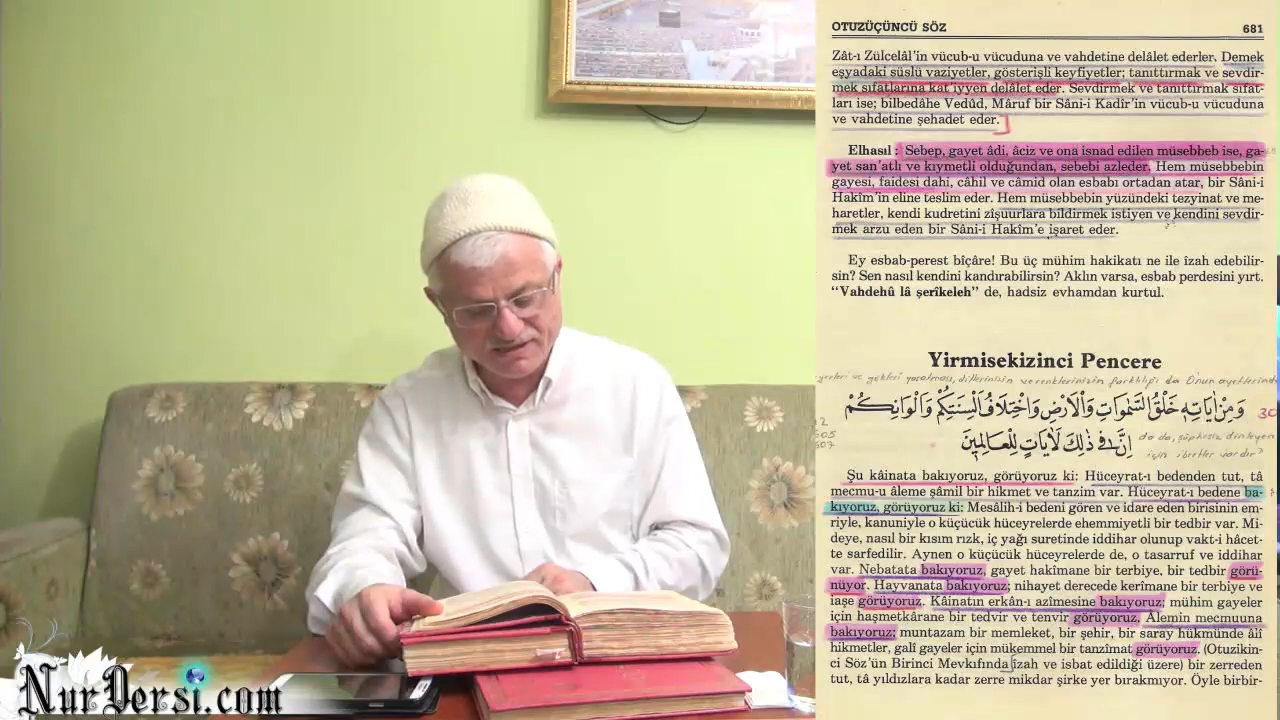 OTUZÜÇÜNCÜ SÖZ 681
Zât-ı Zülcelâl'in vücub-u vücuduna ve vahdetine delâlet ederler. Demek
eşyadaki süslü vaziyetler, gösterişli keyfiyetler, tanıttırmak ve sevdir-
mek sıfatlarına kat'iyyen delâlet eder. Sevdirmek ve tanıttırmak sıfat-
ları ise; bilbedâhe Vedûd, Mâruf bir Sâni-i Kadîr'in vücub-u vücuduna
ve vahdetine şehadet eder.
Elhasıl : Sebep, gayet âdi, âciz ve ona isnad edilen müsebbeb ise, ga-
yet san'atlı ve kıymetli olduğundan, sebebi azleder. Hem müsebbebin
gayesi, faidesi dahi, câhil ve câmid olan esbabı ortadan atar, bir Sâni-i
Hakîm'in eline teslim eder. Hem müsebbebin yüzündeki tezyinat ve me-
haretler, kendi kudretini zîşuurlara bildirmek istiyen ve kendini sevdir-
mek arzu eden bir Sâni-i Hakîm'e işaret eder.
Ey esbab-perest bîçâre! Bu üç mühim hakikatı ne ile izah edebilir-
sin? Sen nasıl kendini kandırabilirsin? Aklın varsa, esbab perdesini yırt.
"Vahdehû lâ şerîkeleh" de, hadsiz evhamdan kurtul.
Yirmisekizinci Pencere
yerleri ve gökleri yaratması, dillerinizin ve renklerinizin farklılığı da O'nun ayetlerinde
وَمِنْ اٰيَاتِهِ خَلْقُ السَّمٰوَاتِ وَالْاَرْضِ وَاخْتِلَافُ اَلْسِنَتِكُمْ وَاَلْوَانِكُمْ
اِنَّ فِى ذٰلِكَ لَاٰيَاتٍ لِلْعَالِمِينَ
Şu kâinata bakıyoruz, görüyoruz ki: Hüceyrat-ı bedenden tut, tâ
mecmu-u âleme şâmil bir hikmet ve tanzim var. Hüceyrat-ı bedene ba-
kıyoruz, görüyoruz ki: Mesâlih-i bedeni gören ve idare eden birisinin em-
riyle, kanuniyle o küçücük hüceyrelerde ehemmiyetli bir tedbir var. Mi-
deye, nasıl bir kısım rızk, iç yağı suretinde iddihar olunup vakt-i hâcet-
te sarfedilir. Aynen o küçücük hüceyrelerde de, o tasarruf ve iddihar
var. Nebatata bakıyoruz, gayet hakîmane bir terbiye, bir tedbir görü-
nüyor. Hayvanata bakıyoruz; nihayet derecede kerîmane bir terbiye ve
iaşe görüyoruz. Kâinatın erkân-ı azîmesine bakıyoruz; mühim gayeler
için haşmetkârane bir tedvir ve tenvir görüyoruz. Âlemin mecmuuna
bakıyoruz; muntazam bir memleket, bir şehir, bir saray hükmünde âlî
hikmetler, galî gayeler için mükemmel bir tanzimat görüyoruz. (Otuzikin-
ci Söz'ün Birinci Mevkıfında izah ve isbat edildiği üzere) bir zerreden
tut, tâ yıldızlara kadar zerre mikdar şirke yer bırakmıyor. Öyle birbir-
NurDersi.com